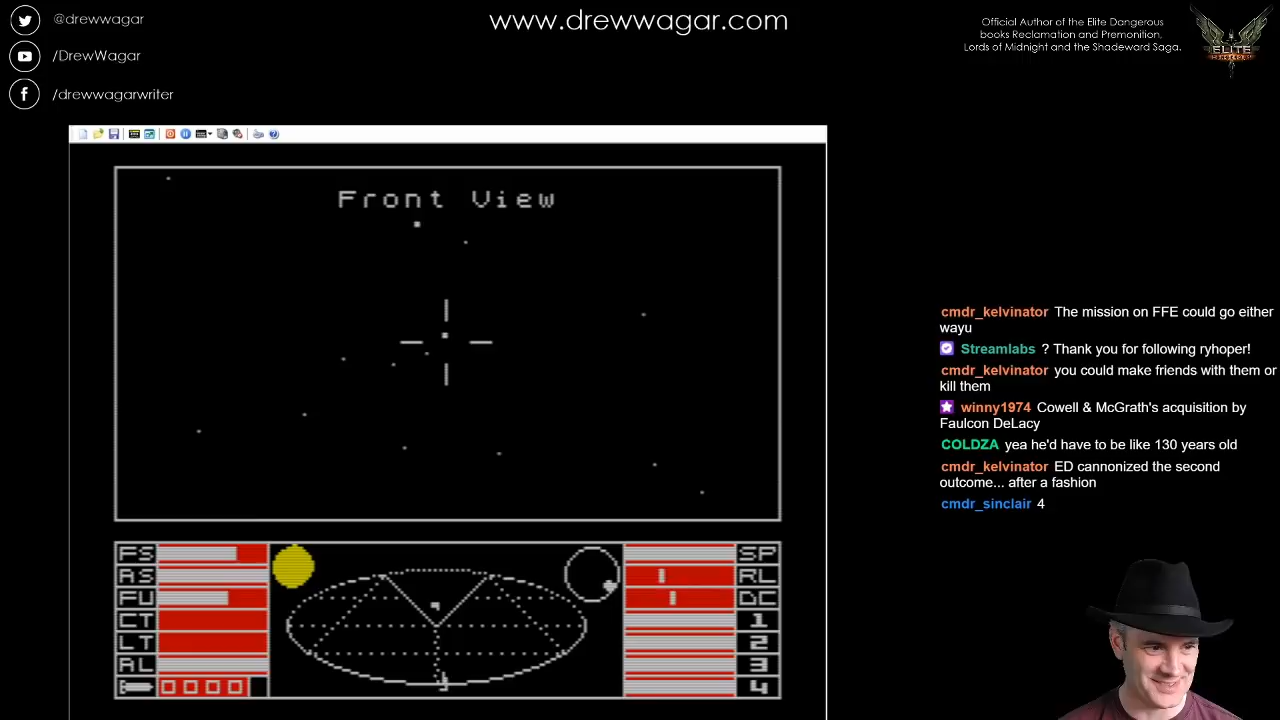 @drewwagar
/DrewWagar
/drewwagarwriter
www.drewwagar.com
Official Author of the Elite Dangerous
books Reclamation and Premonition.
Lords of Midnight and the Shadeward Saga.
ELITE
DANGEROUS
Front View
FS
AS
FU
CT
LT
AL
SP
RL
DC
1
2
3
4
cmdr_kelvinator The mission on FFE could go either
wayu
Streamlabs ? Thank you for following ryhoper!
cmdr_kelvinator you could make friends with them or
kill them
winny1974 Cowell & McGrath's acquisition by
Faulcon DeLacy
COLDZA yea he'd have to be like 130 years old
cmdr_kelvinator ED cannonized the second
outcome... after a fashion
cmdr_sinclair 4